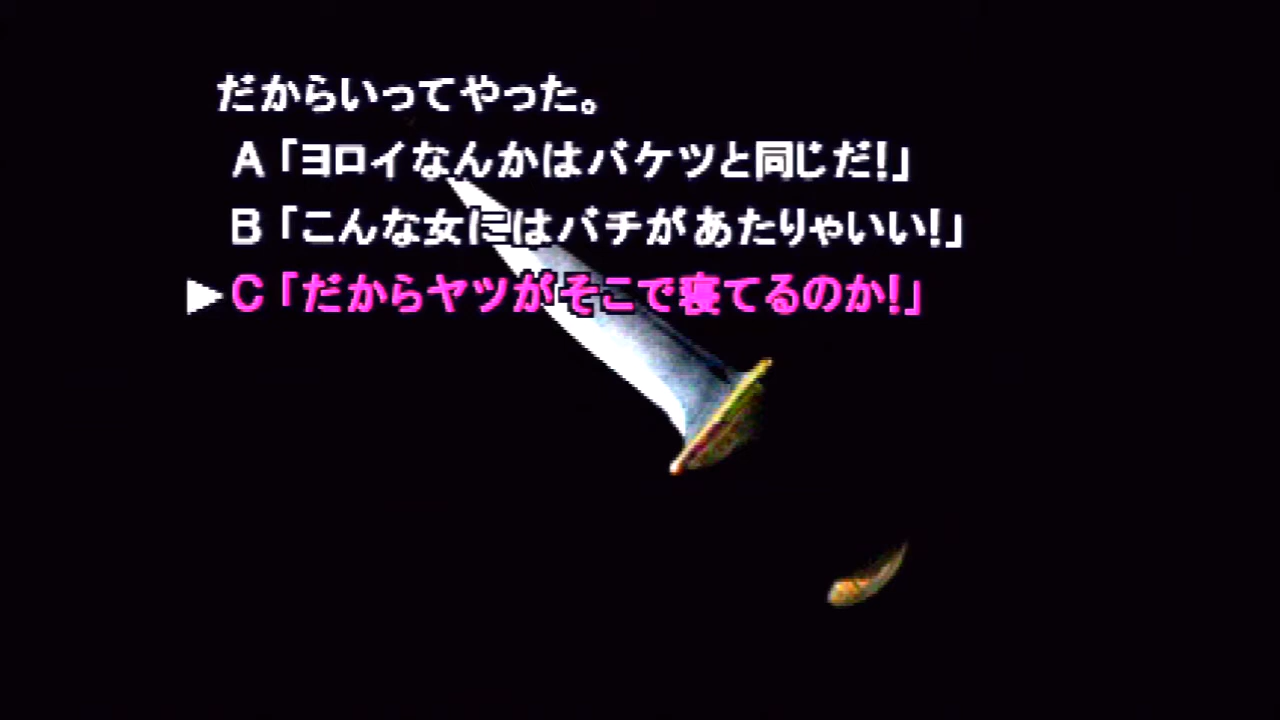 だからいってやった。
A「ヨロイなんかはバケツと同じだ!」
B「こんな女にはバチがあたりゃいい!」
▶C「だからヤツがそこで寝てるのか!」